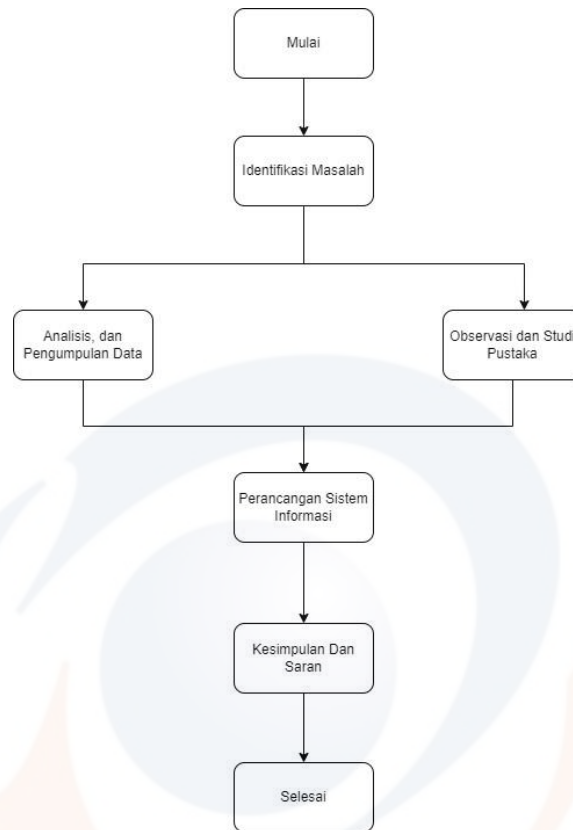 Mulai
Identifikasi Masalah
Analisis, dan
Pengumpulan Data
Observasi dan Studi
Pustaka
Perancangan Sistem
Informasi
Kesimpulan Dan
Saran
Selesai